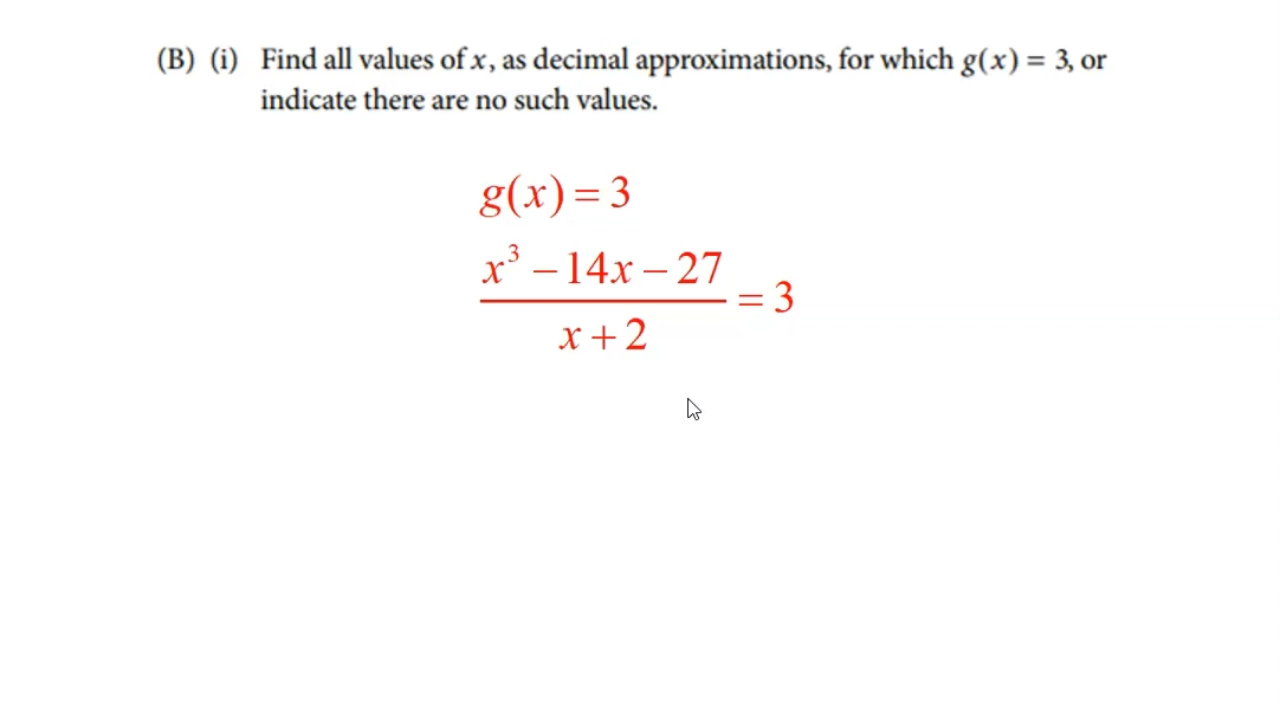 (B) (i) Find all values of x, as decimal approximations, for which g(x) = 3, or
indicate there are no such values.
g(x) = 3
x³ − 14x − 27
= 3
x + 2